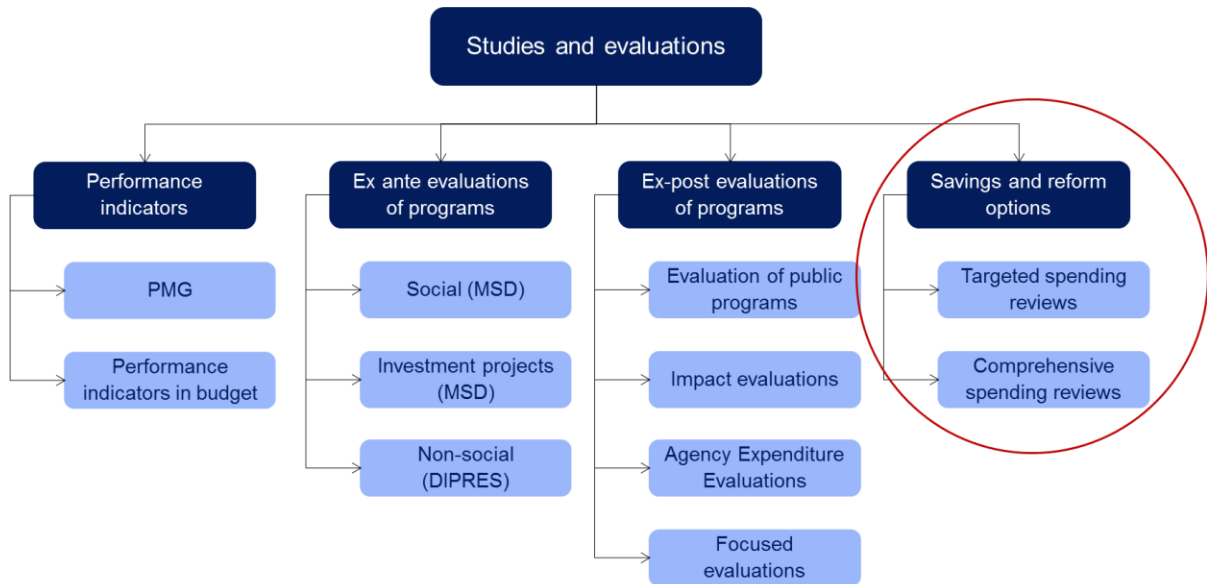 Studies and evaluations
Performance
indicators
PMG
Performance
indicators in budget
Ex ante evaluations
of programs
Social (MSD)
Investment projects
(MSD)
Non-social
(DIPRES)
Ex-post evaluations
of programs
Evaluation of public
programs
Impact evaluations
Agency Expenditure
Evaluations
Focused
evaluations
Savings and reform
options
Targeted spending
reviews
Comprehensive
spending reviews